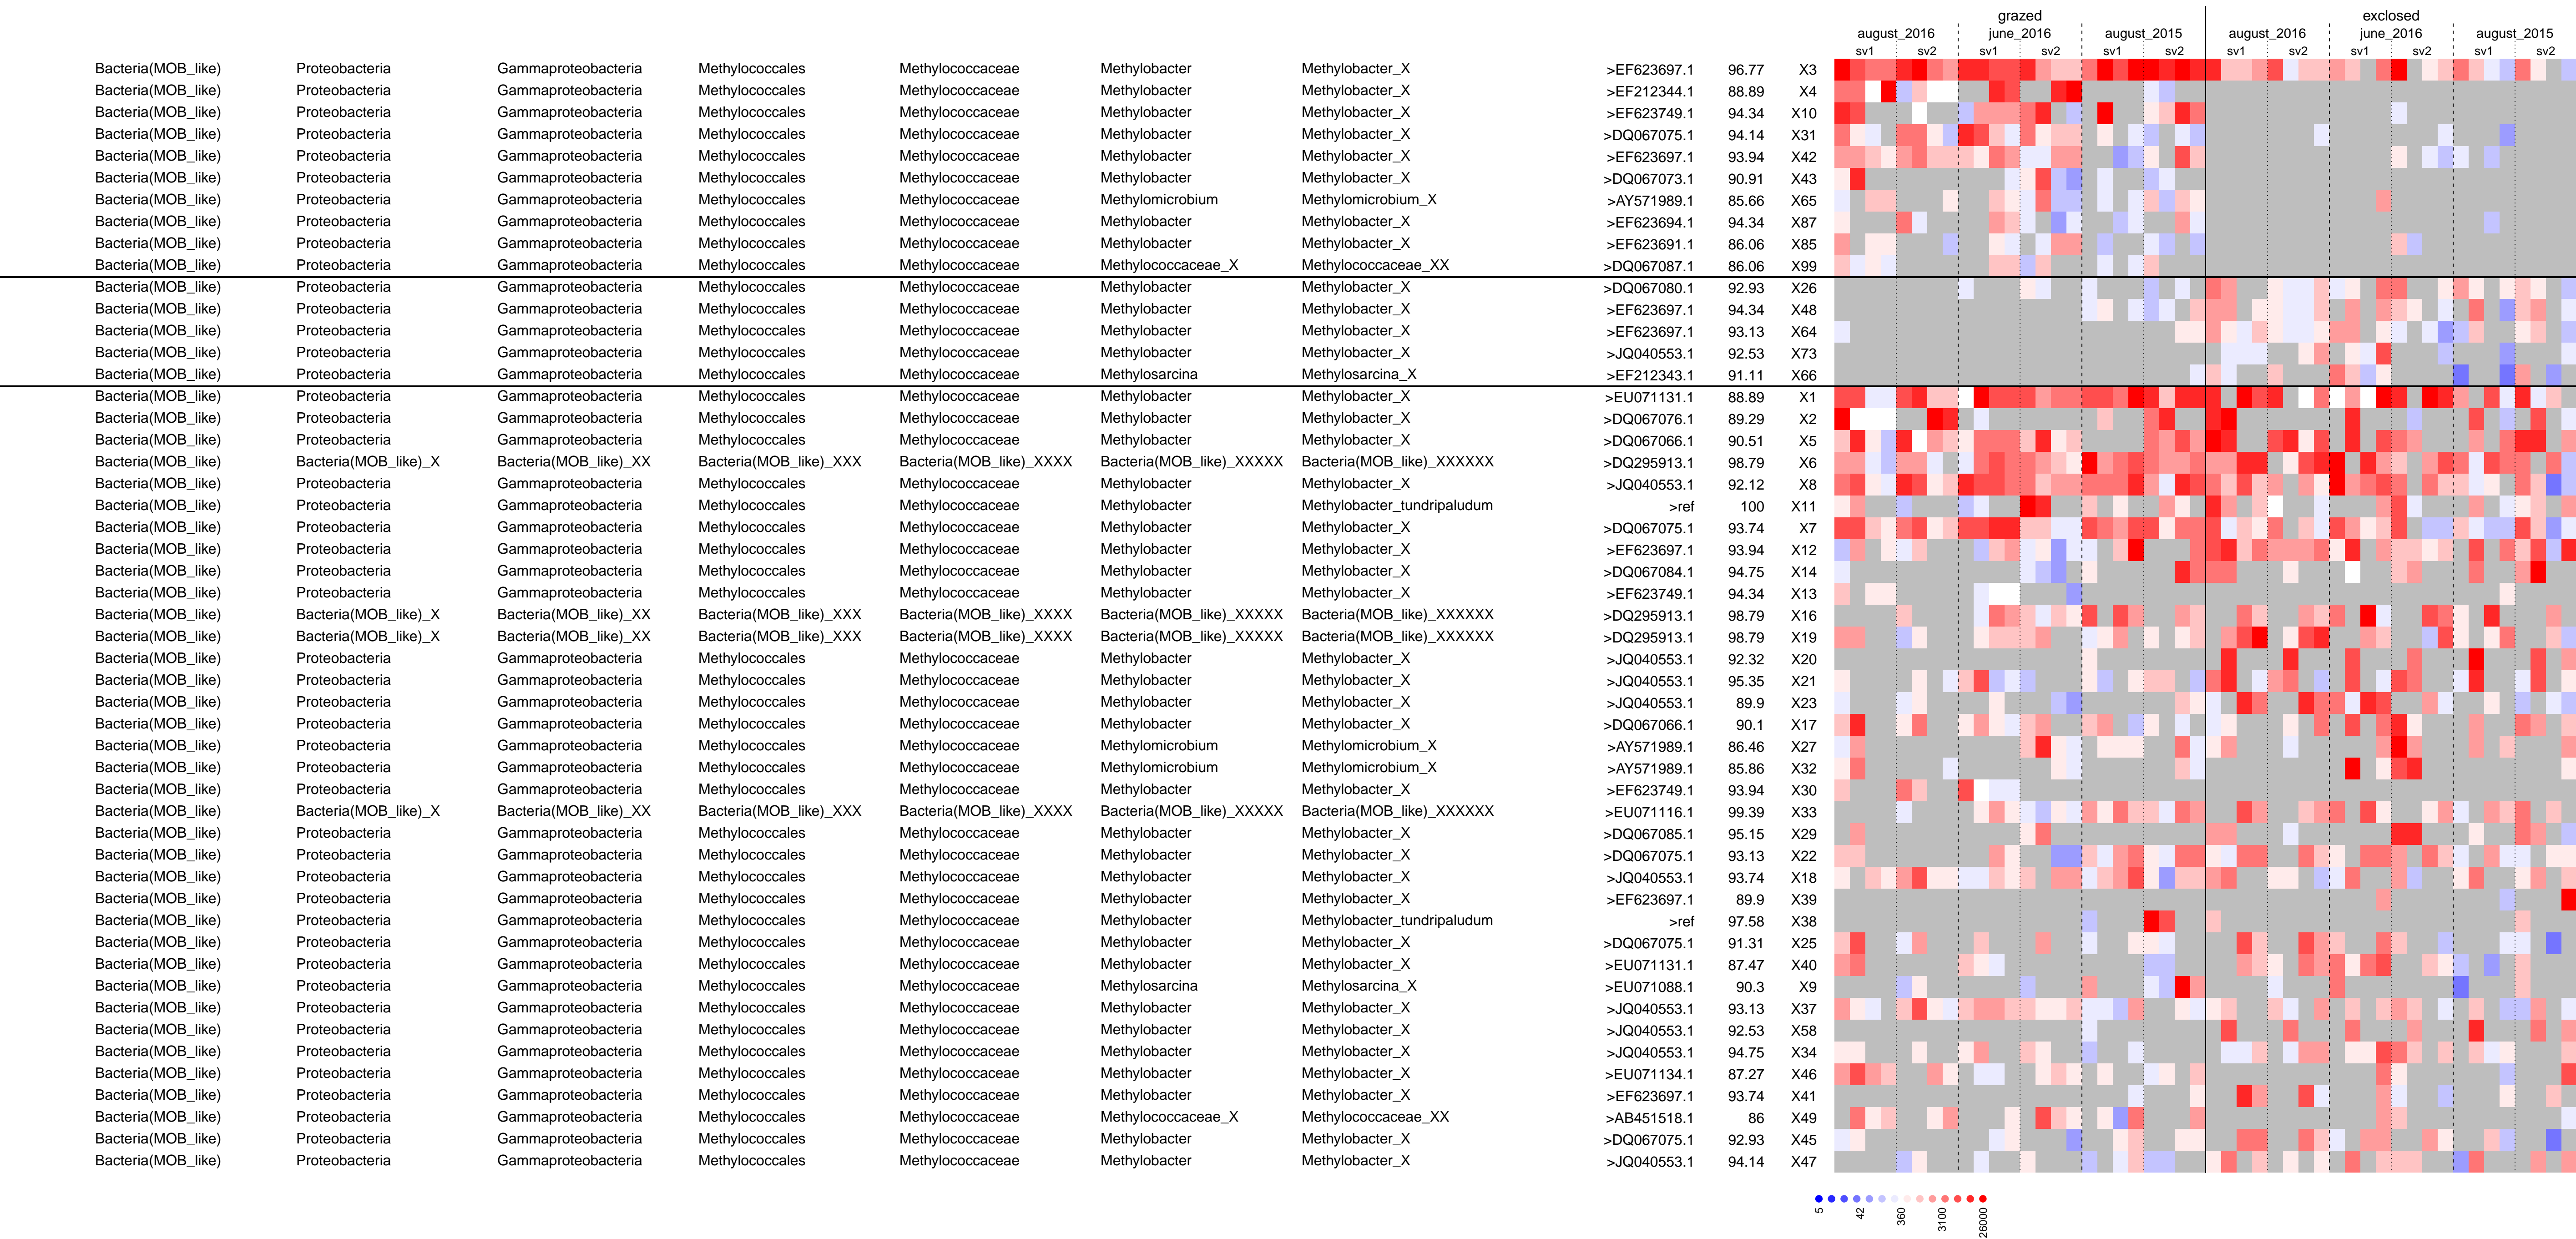 grazed exclosed
august_2016 june_2016 august_2015 august_2016 june_2016 august_2015
sv1 sv2 sv1 sv2 sv1 sv2 sv1 sv2 sv1 sv2 sv1 sv2
Bacteria(MOB_like) Proteobacteria Gammaproteobacteria Methylococcales Methylococcaceae Methylobacter Methylobacter_X >EF623697.1 96.77 X3
Bacteria(MOB_like) Proteobacteria Gammaproteobacteria Methylococcales Methylococcaceae Methylobacter Methylobacter_X >EF212344.1 88.89 X4
Bacteria(MOB_like) Proteobacteria Gammaproteobacteria Methylococcales Methylococcaceae Methylobacter Methylobacter_X >EF623749.1 94.34 X10
Bacteria(MOB_like) Proteobacteria Gammaproteobacteria Methylococcales Methylococcaceae Methylobacter Methylobacter_X >DQ067075.1 94.14 X31
Bacteria(MOB_like) Proteobacteria Gammaproteobacteria Methylococcales Methylococcaceae Methylobacter Methylobacter_X >EF623697.1 93.94 X42
Bacteria(MOB_like) Proteobacteria Gammaproteobacteria Methylococcales Methylococcaceae Methylobacter Methylobacter_X >DQ067073.1 90.91 X43
Bacteria(MOB_like) Proteobacteria Gammaproteobacteria Methylococcales Methylococcaceae Methylomicrobium Methylomicrobium_X >AY571989.1 85.66 X65
Bacteria(MOB_like) Proteobacteria Gammaproteobacteria Methylococcales Methylococcaceae Methylobacter Methylobacter_X >EF623694.1 94.34 X87
Bacteria(MOB_like) Proteobacteria Gammaproteobacteria Methylococcales Methylococcaceae Methylobacter Methylobacter_X >EF623691.1 86.06 X85
Bacteria(MOB_like) Proteobacteria Gammaproteobacteria Methylococcales Methylococcaceae Methylococcaceae_X Methylococcaceae_XX >DQ067087.1 86.06 X99
Bacteria(MOB_like) Proteobacteria Gammaproteobacteria Methylococcales Methylococcaceae Methylobacter Methylobacter_X >DQ067080.1 92.93 X26
Bacteria(MOB_like) Proteobacteria Gammaproteobacteria Methylococcales Methylococcaceae Methylobacter Methylobacter_X >EF623697.1 94.34 X48
Bacteria(MOB_like) Proteobacteria Gammaproteobacteria Methylococcales Methylococcaceae Methylobacter Methylobacter_X >EF623697.1 93.13 X64
Bacteria(MOB_like) Proteobacteria Gammaproteobacteria Methylococcales Methylococcaceae Methylobacter Methylobacter_X >JQ040553.1 92.53 X73
Bacteria(MOB_like) Proteobacteria Gammaproteobacteria Methylococcales Methylococcaceae Methylosarcina Methylosarcina_X >EF212343.1 91.11 X66
Bacteria(MOB_like) Proteobacteria Gammaproteobacteria Methylococcales Methylococcaceae Methylobacter Methylobacter_X >EU071131.1 88.89 X1
Bacteria(MOB_like) Proteobacteria Gammaproteobacteria Methylococcales Methylococcaceae Methylobacter Methylobacter_X >DQ067076.1 89.29 X2
Bacteria(MOB_like) Proteobacteria Gammaproteobacteria Methylococcales Methylococcaceae Methylobacter Methylobacter_X >DQ067066.1 90.51 X5
Bacteria(MOB_like) Bacteria(MOB_like)_X Bacteria(MOB_like)_XX Bacteria(MOB_like)_XXX Bacteria(MOB_like)_XXXX Bacteria(MOB_like)_XXXXX Bacteria(MOB_like)_XXXXXX >DQ295913.1 98.79 X6
Bacteria(MOB_like) Proteobacteria Gammaproteobacteria Methylococcales Methylococcaceae Methylobacter Methylobacter_X >JQ040553.1 92.12 X8
Bacteria(MOB_like) Proteobacteria Gammaproteobacteria Methylococcales Methylococcaceae Methylobacter Methylobacter_tundripaludum >ref 100 X11
Bacteria(MOB_like) Proteobacteria Gammaproteobacteria Methylococcales Methylococcaceae Methylobacter Methylobacter_X >DQ067075.1 93.74 X7
Bacteria(MOB_like) Proteobacteria Gammaproteobacteria Methylococcales Methylococcaceae Methylobacter Methylobacter_X >EF623697.1 93.94 X12
Bacteria(MOB_like) Proteobacteria Gammaproteobacteria Methylococcales Methylococcaceae Methylobacter Methylobacter_X >DQ067084.1 94.75 X14
Bacteria(MOB_like) Proteobacteria Gammaproteobacteria Methylococcales Methylococcaceae Methylobacter Methylobacter_X >EF623749.1 94.34 X13
Bacteria(MOB_like) Bacteria(MOB_like)_X Bacteria(MOB_like)_XX Bacteria(MOB_like)_XXX Bacteria(MOB_like)_XXXX Bacteria(MOB_like)_XXXXX Bacteria(MOB_like)_XXXXXX >DQ295913.1 98.79 X16
Bacteria(MOB_like) Bacteria(MOB_like)_X Bacteria(MOB_like)_XX Bacteria(MOB_like)_XXX Bacteria(MOB_like)_XXXX Bacteria(MOB_like)_XXXXX Bacteria(MOB_like)_XXXXXX >DQ295913.1 98.79 X19
Bacteria(MOB_like) Proteobacteria Gammaproteobacteria Methylococcales Methylococcaceae Methylobacter Methylobacter_X >JQ040553.1 92.32 X20
Bacteria(MOB_like) Proteobacteria Gammaproteobacteria Methylococcales Methylococcaceae Methylobacter Methylobacter_X >JQ040553.1 95.35 X21
Bacteria(MOB_like) Proteobacteria Gammaproteobacteria Methylococcales Methylococcaceae Methylobacter Methylobacter_X >JQ040553.1 89.9 X23
Bacteria(MOB_like) Proteobacteria Gammaproteobacteria Methylococcales Methylococcaceae Methylobacter Methylobacter_X >DQ067066.1 90.1 X17
Bacteria(MOB_like) Proteobacteria Gammaproteobacteria Methylococcales Methylococcaceae Methylomicrobium Methylomicrobium_X >AY571989.1 86.46 X27
Bacteria(MOB_like) Proteobacteria Gammaproteobacteria Methylococcales Methylococcaceae Methylomicrobium Methylomicrobium_X >AY571989.1 85.86 X32
Bacteria(MOB_like) Proteobacteria Gammaproteobacteria Methylococcales Methylococcaceae Methylobacter Methylobacter_X >EF623749.1 93.94 X30
Bacteria(MOB_like) Bacteria(MOB_like)_X Bacteria(MOB_like)_XX Bacteria(MOB_like)_XXX Bacteria(MOB_like)_XXXX Bacteria(MOB_like)_XXXXX Bacteria(MOB_like)_XXXXXX >EU071116.1 99.39 X33
Bacteria(MOB_like) Proteobacteria Gammaproteobacteria Methylococcales Methylococcaceae Methylobacter Methylobacter_X >DQ067085.1 95.15 X29
Bacteria(MOB_like) Proteobacteria Gammaproteobacteria Methylococcales Methylococcaceae Methylobacter Methylobacter_X >DQ067075.1 93.13 X22
Bacteria(MOB_like) Proteobacteria Gammaproteobacteria Methylococcales Methylococcaceae Methylobacter Methylobacter_X >JQ040553.1 93.74 X18
Bacteria(MOB_like) Proteobacteria Gammaproteobacteria Methylococcales Methylococcaceae Methylobacter Methylobacter_X >EF623697.1 89.9 X39
Bacteria(MOB_like) Proteobacteria Gammaproteobacteria Methylococcales Methylococcaceae Methylobacter Methylobacter_tundripaludum >ref 97.58 X38
Bacteria(MOB_like) Proteobacteria Gammaproteobacteria Methylococcales Methylococcaceae Methylobacter Methylobacter_X >DQ067075.1 91.31 X25
Bacteria(MOB_like) Proteobacteria Gammaproteobacteria Methylococcales Methylococcaceae Methylobacter Methylobacter_X >EU071131.1 87.47 X40
Bacteria(MOB_like) Proteobacteria Gammaproteobacteria Methylococcales Methylococcaceae Methylosarcina Methylosarcina_X >EU071088.1 90.3 X9
Bacteria(MOB_like) Proteobacteria Gammaproteobacteria Methylococcales Methylococcaceae Methylobacter Methylobacter_X >JQ040553.1 93.13 X37
Bacteria(MOB_like) Proteobacteria Gammaproteobacteria Methylococcales Methylococcaceae Methylobacter Methylobacter_X >JQ040553.1 92.53 X58
Bacteria(MOB_like) Proteobacteria Gammaproteobacteria Methylococcales Methylococcaceae Methylobacter Methylobacter_X >JQ040553.1 94.75 X34
Bacteria(MOB_like) Proteobacteria Gammaproteobacteria Methylococcales Methylococcaceae Methylobacter Methylobacter_X >EU071134.1 87.27 X46
Bacteria(MOB_like) Proteobacteria Gammaproteobacteria Methylococcales Methylococcaceae Methylobacter Methylobacter_X >EF623697.1 93.74 X41
Bacteria(MOB_like) Proteobacteria Gammaproteobacteria Methylococcales Methylococcaceae Methylococcaceae_X Methylococcaceae_XX >AB451518.1 86 X49
Bacteria(MOB_like) Proteobacteria Gammaproteobacteria Methylococcales Methylococcaceae Methylobacter Methylobacter_X >DQ067075.1 92.93 X45
Bacteria(MOB_like) Proteobacteria Gammaproteobacteria Methylococcales Methylococcaceae Methylobacter Methylobacter_X >JQ040553.1 94.14 X47
5 42 360 3100 26000